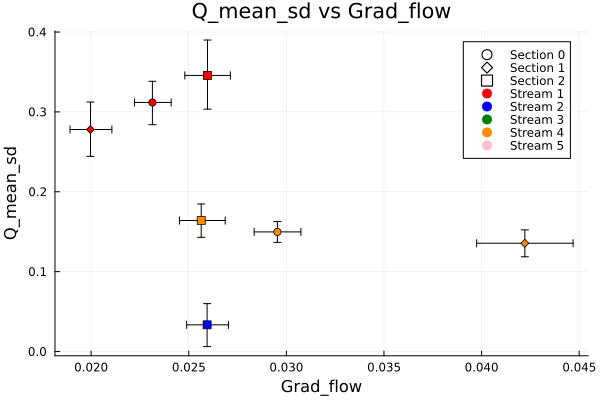 Q_mean_sd vs Grad_flow
0.4
0.3
0.2
0.1
0.0
Q_mean_sd
Section 0
Section 1
Section 2
Stream 1
Stream 2
Stream 3
Stream 4
Stream 5
0.020 0.025 0.030 0.035 0.040 0.045
Grad_flow